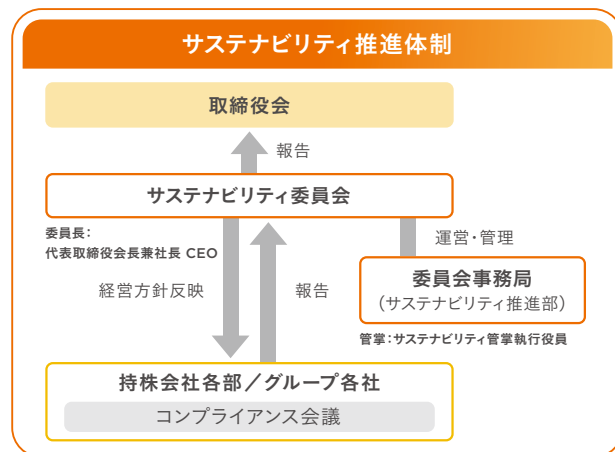 サステナビリティ推進体制
取締役会
報告
サステナビリティ委員会
委員長：
代表取締役会長兼社長 CEO
運営・管理
経営方針反映
報告
委員会事務局
（サステナビリティ推進部）
管掌：サステナビリティ管掌執行役員
持株会社各部／グループ各社
コンプライアンス会議